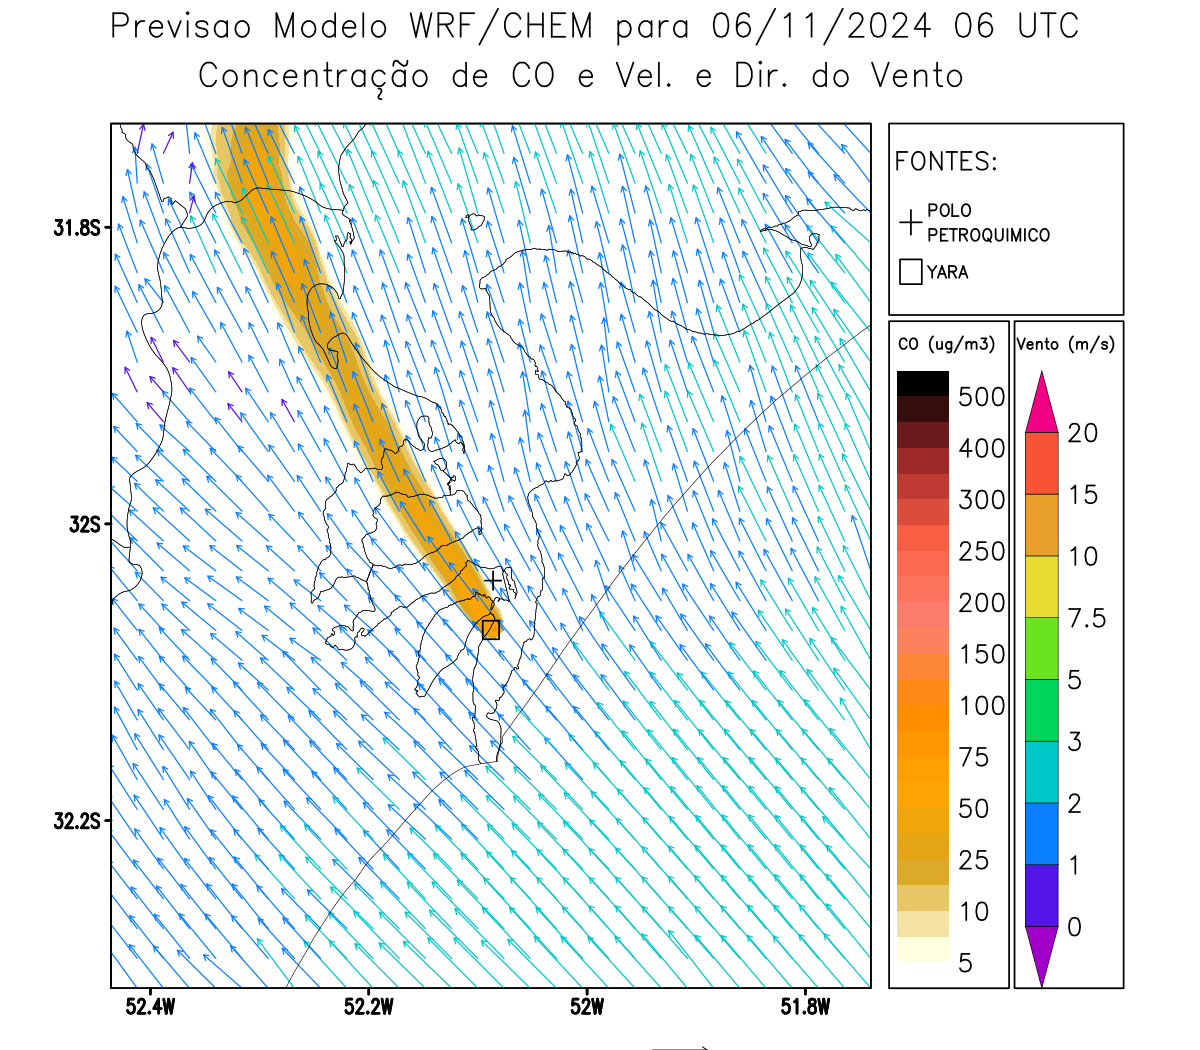 Previsao Modelo WRF/CHEM para 06/11/2024 06 UTC
Concentração de CO e Vel. e Dir. do Vento
FONTES:
POLO
PETROQUIMICO
YARA
CO (ug/m3)
500
400
300
250
200
150
100
75
50
25
10
5
Vento (m/s)
20
15
10
7.5
5
3
2
1
0
31.8S
32S
32.2S
52.4W
52.2W
52W
51.8W